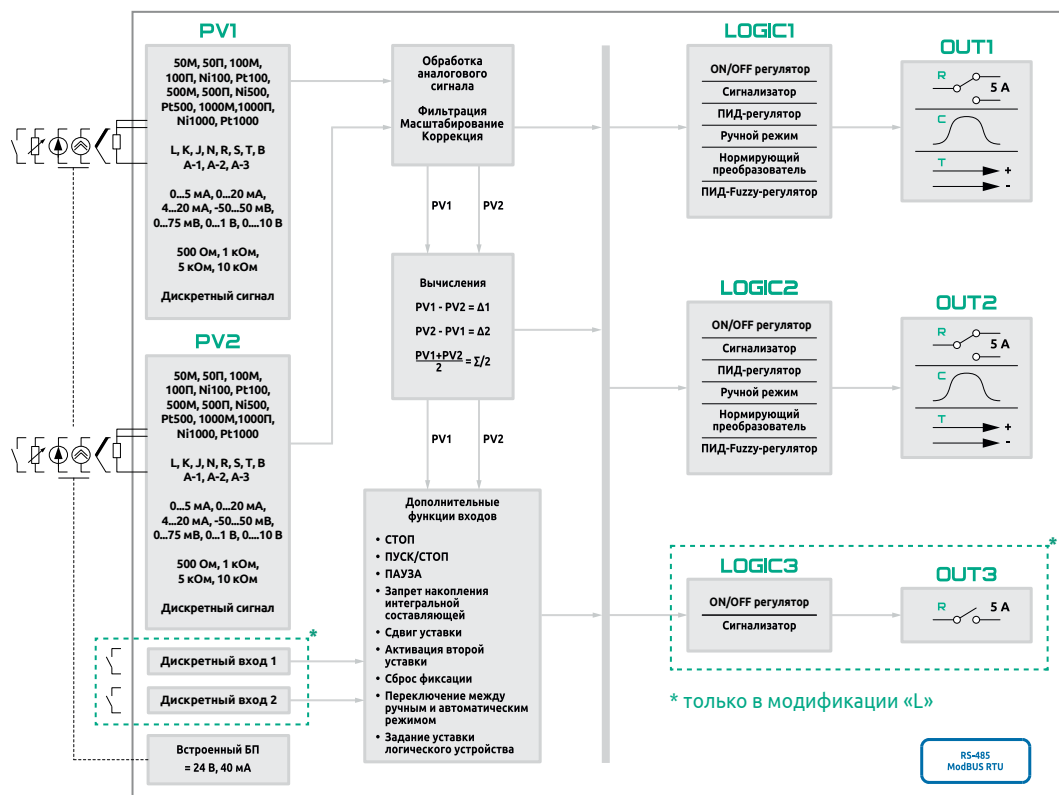 PV1
50М, 50П, 100М,
100П, Ni100, Pt100,
500М, 500П, Ni500,
Pt500, 1000М,1000П,
Ni1000, Pt1000
L, K, J, N, R, S, T, B
A-1, A-2, A-3
0...5 мА, 0...20 мА,
4...20 мА, -50...50 мВ,
0...75 мВ, 0...1 В, 0....10 В
500 Ом, 1 кОм,
5 кОм, 10 кОм
Дискретный сигнал
PV2
50М, 50П, 100М,
100П, Ni100, Pt100,
500М, 500П, Ni500,
Pt500, 1000М,1000П,
Ni1000, Pt1000
L, K, J, N, R, S, T, B
A-1, A-2, A-3
0...5 мА, 0...20 мА,
4...20 мА, -50...50 мВ,
0...75 мВ, 0...1 В, 0....10 В
500 Ом, 1 кОм,
5 кОм, 10 кОм
Дискретный сигнал
*
Дискретный вход 1
Дискретный вход 2
Встроенный БП
= 24 В, 40 мА
Обработка
аналогового
сигнала
Фильтрация
Масштабирование
Коррекция
PV1 PV2
Вычисления
PV1 - PV2 = Δ1
PV2 - PV1 = Δ2
PV1+PV2
2 = Σ/2
PV1 PV2
Дополнительные
функции входов
• СТОП
• ПУСК/СТОП
• ПАУЗА
• Запрет накопления
интегральной
составляющей
• Сдвиг уставки
• Активация второй
уставки
• Сброс фиксации
• Переключение между
ручным и автоматическим
режимом
• Задание уставки
логического устройства
LOGIC1
ON/OFF регулятор
Сигнализатор
ПИД-регулятор
Ручной режим
Нормирующий
преобразователь
ПИД-Fuzzy-регулятор
OUT1
R 5 А
C
T +
-
LOGIC2
ON/OFF регулятор
Сигнализатор
ПИД-регулятор
Ручной режим
Нормирующий
преобразователь
ПИД-Fuzzy-регулятор
OUT2
R 5 А
C
T +
-
*
LOGIC3
ON/OFF регулятор
Сигнализатор
OUT3
R 5 А
* только в модификации «L»
RS-485
ModBUS RTU